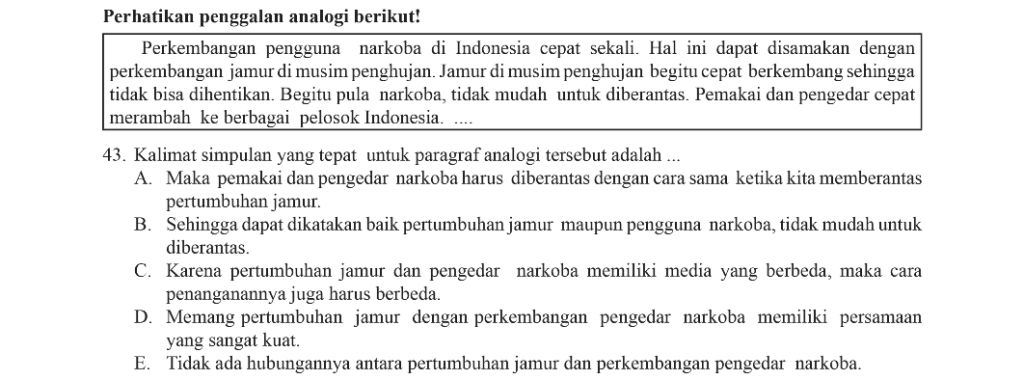 Perhatikan penggalan analogi berikut!
Perkembangan pengguna narkoba di Indonesia cepat sekali. Hal ini dapat disamakan dengan
perkembangan jamur di musim penghujan. Jamur di musim penghujan begitu cepat berkembang sehingga
tidak bisa dihentikan. Begitu pula narkoba, tidak mudah untuk diberantas. Pemakai dan pengedar cepat
merambah ke berbagai pelosok Indonesia. ....
43. Kalimat simpulan yang tepat untuk paragraf analogi tersebut adalah ...
A. Maka pemakai dan pengedar narkoba harus diberantas dengan cara sama ketika kita memberantas
pertumbuhan jamur.
B. Sehingga dapat dikatakan baik pertumbuhan jamur maupun pengguna narkoba, tidak mudah untuk
diberantas.
C. Karena pertumbuhan jamur dan pengedar narkoba memiliki media yang berbeda, maka cara
penanganannya juga harus berbeda.
D. Memang pertumbuhan jamur dengan perkembangan pengedar narkoba memiliki persamaan
yang sangat kuat.
E. Tidak ada hubungannya antara pertumbuhan jamur dan perkembangan pengedar narkoba.